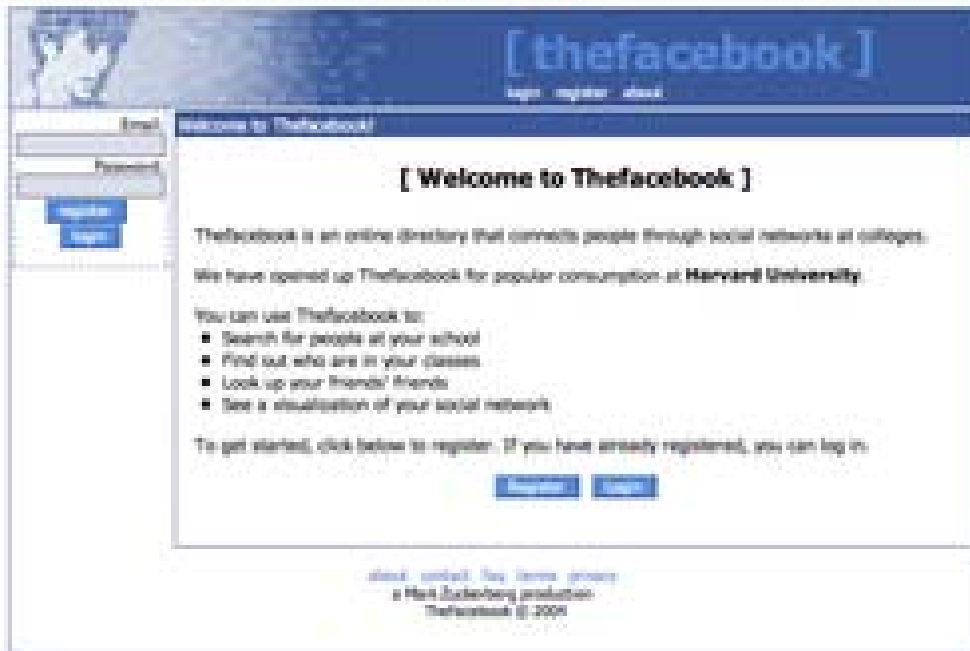 [ thefacebook ]
login register about
Email:
Password:
register
login
Welcome to Thefacebook!
[ Welcome to Thefacebook ]
Thefacebook is an online directory that connects people through social networks at colleges.
We have opened up Thefacebook for popular consumption at Harvard University.
You can use Thefacebook to:
• Search for people at your school
• Find out who are in your classes
• Look up your friends' friends
• See a visualization of your social network
To get started, click below to register. If you have already registered, you can log in.
Register Login
about contact faq terms privacy
a Mark Zuckerberg production
Thefacebook © 2004